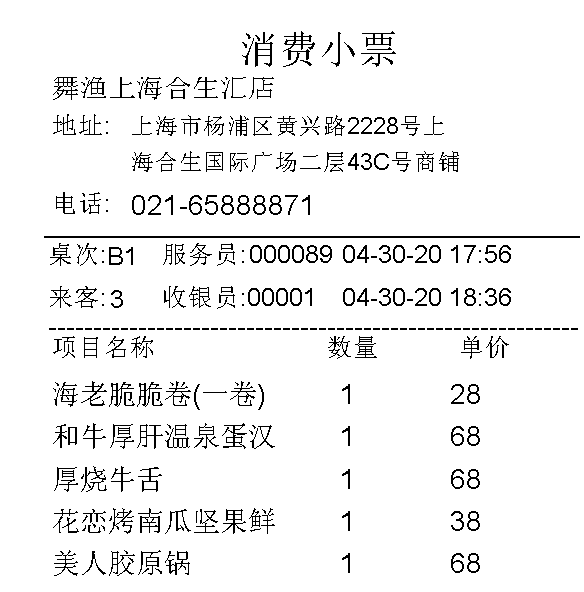 消费小票
舞渔上海合生汇店
地址: 上海市杨浦区黄兴路2228号上
海合生国际广场二层43C号商铺
电话: 021-65888871
桌次:B1 服务员:000089 04-30-20 17:56
来客:3 收银员:00001 04-30-20 18:36
项目名称 数量 单价
海老脆脆卷(一卷) 1 28
和牛厚肝温泉蛋汉 1 68
厚烧牛舌 1 68
花恋烤南瓜坚果鲜 1 38
美人胶原锅 1 68